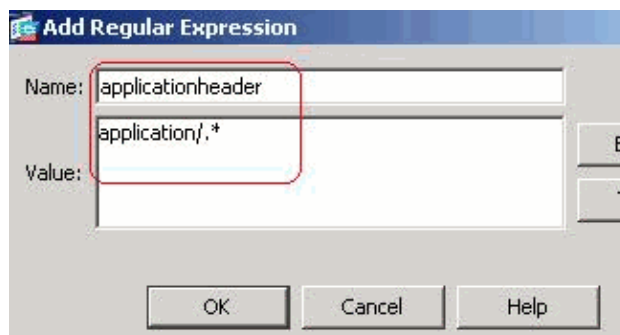 Add Regular Expression
Name: applicationheader
Value: application/.*
OK Cancel Help